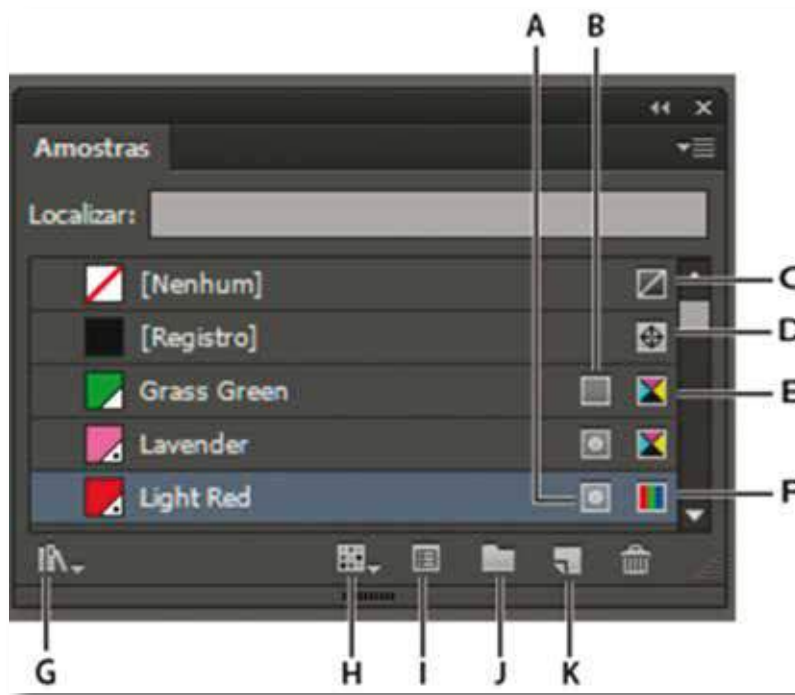 A B
Amostras
Localizar:
[Nenhum] C
[Registro] D
Grass Green E
Lavender
Light Red F
G H I J K